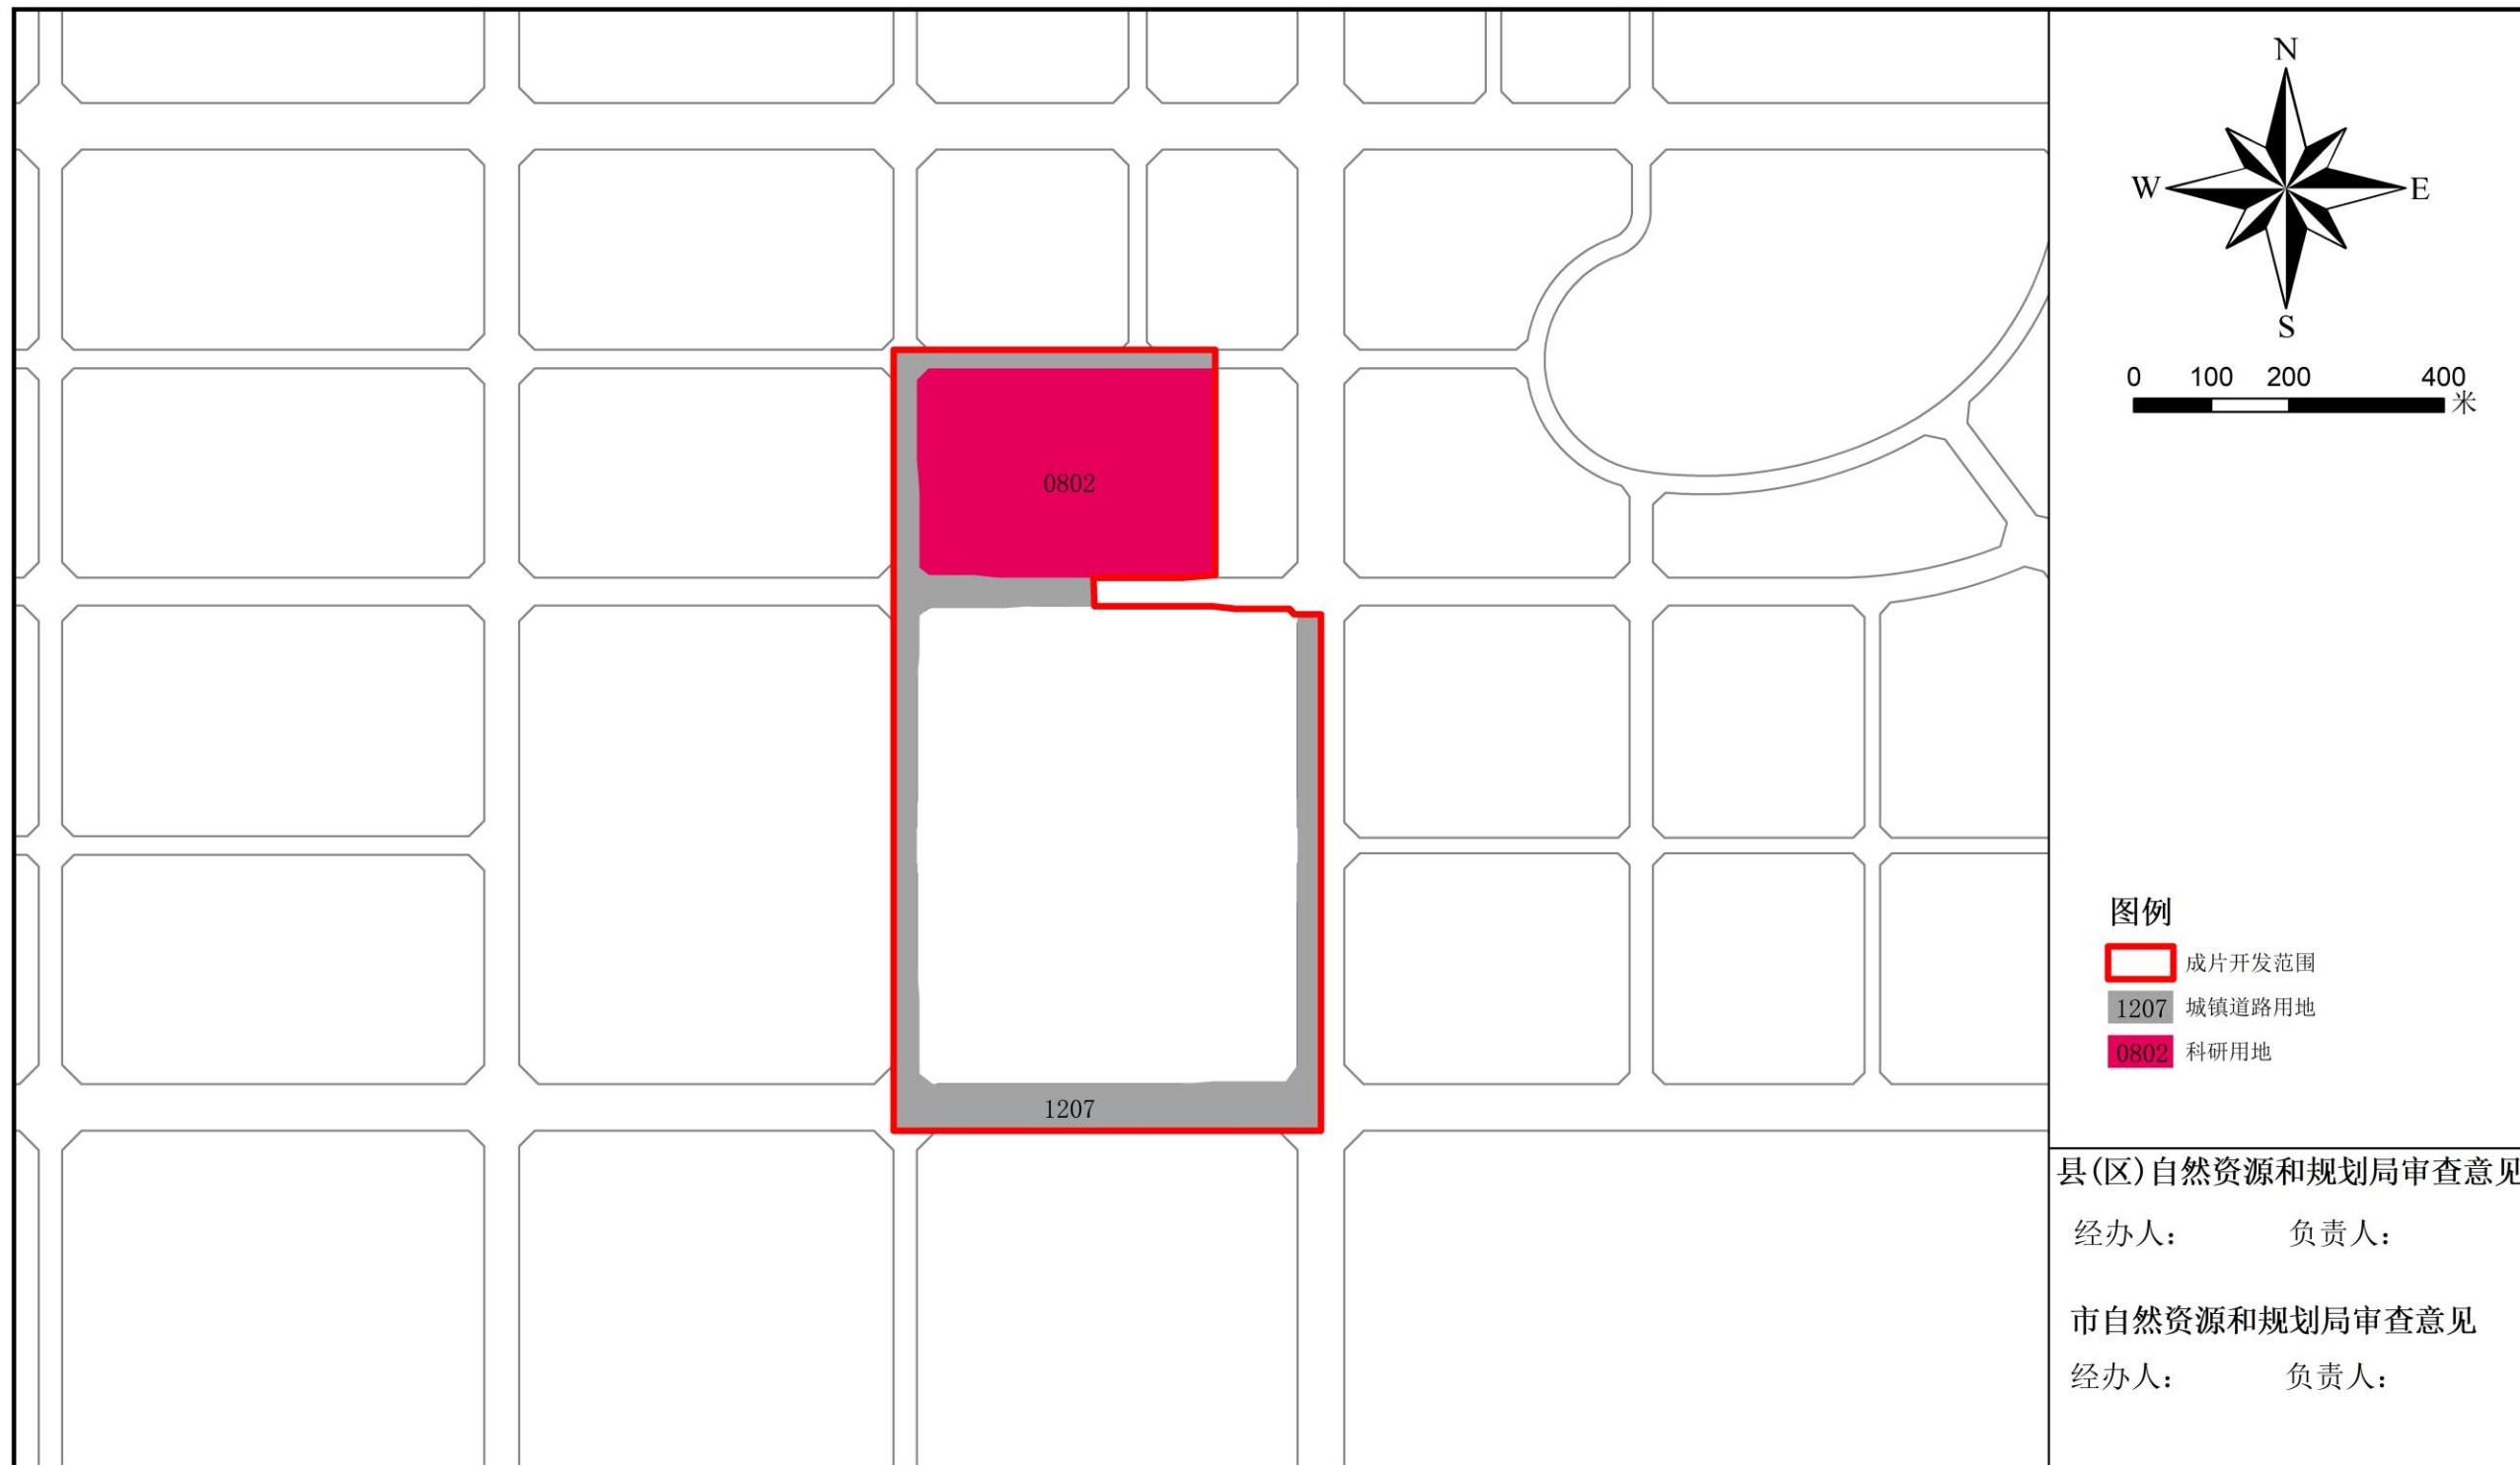 N
W
E
S
0 100 200 400
米
0802
1207
图例
成片开发范围
1207 城镇道路用地
0802 科研用地
县(区)自然资源和规划局审查意见
经办人: 负责人:
市自然资源和规划局审查意见
经办人: 负责人: